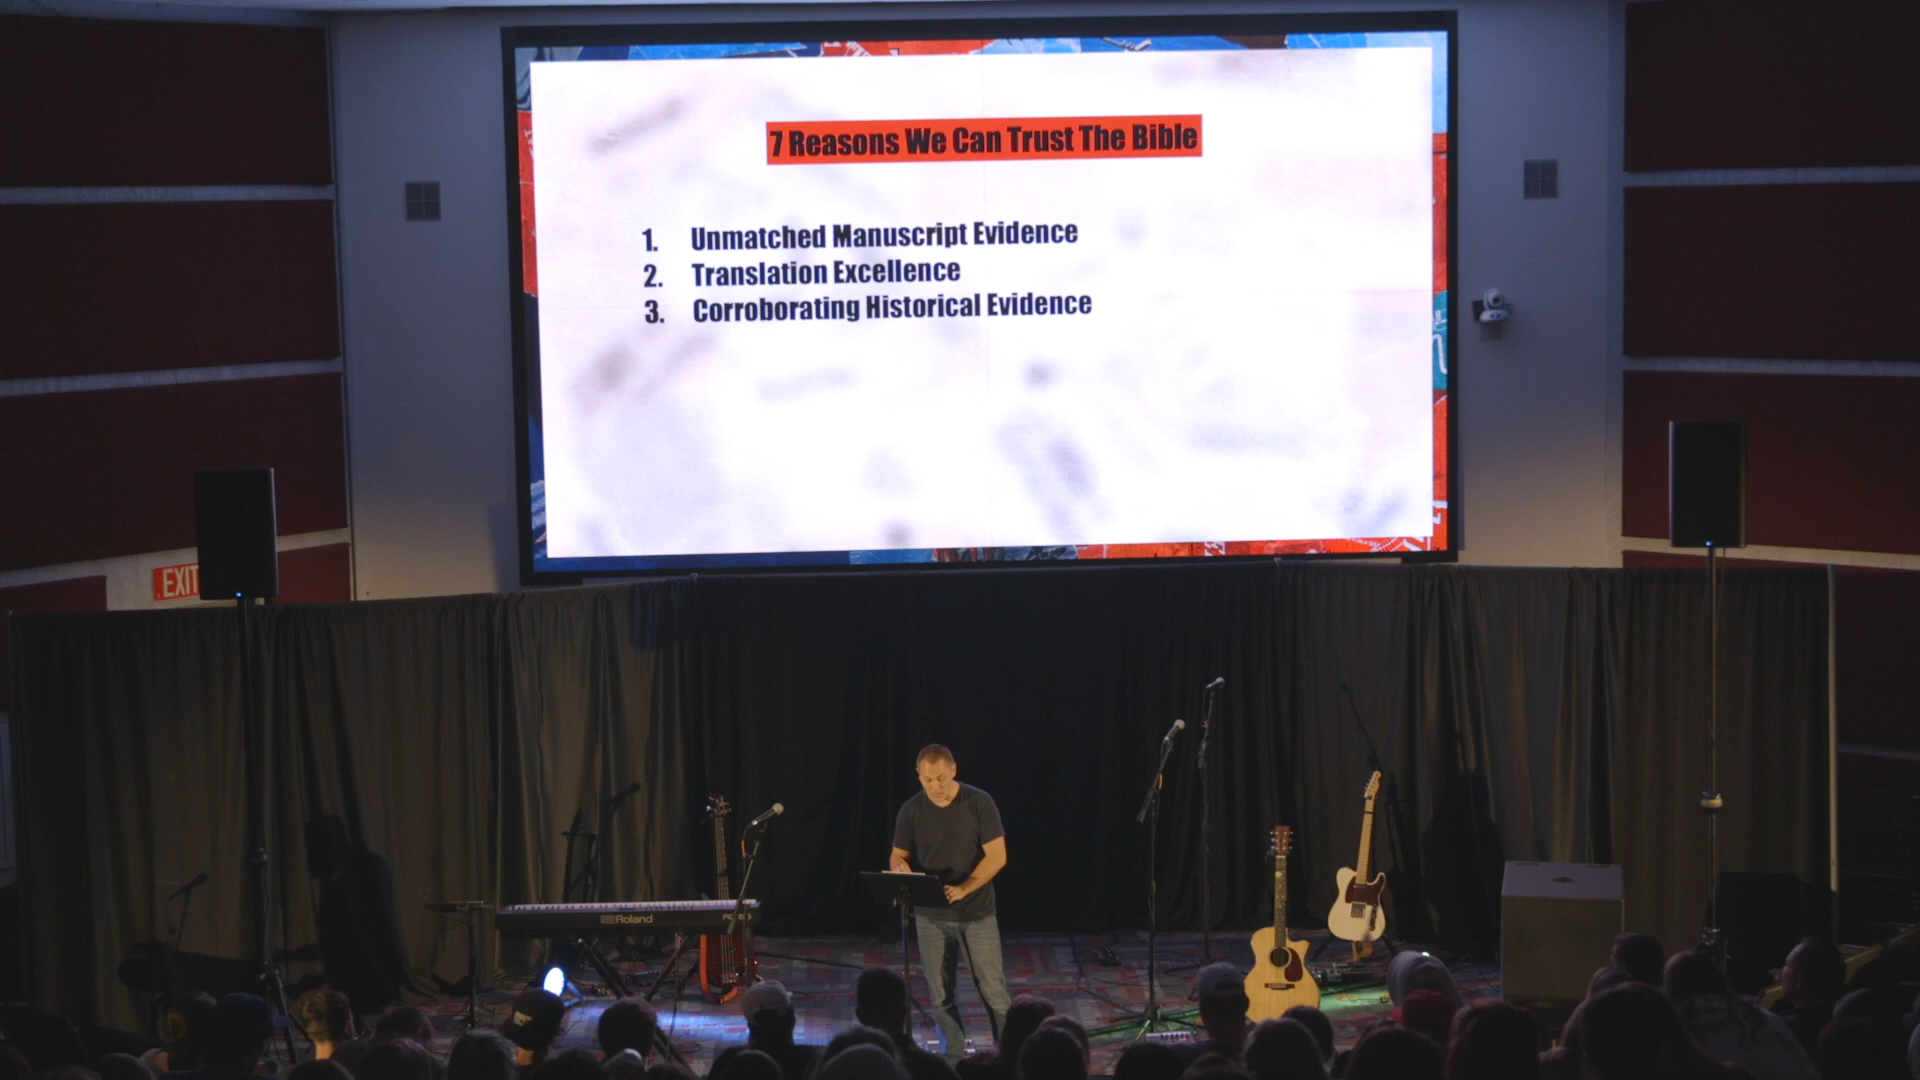 7 Reasons We Can Trust The Bible
1. Unmatched Manuscript Evidence
2. Translation Excellence
3. Corroborating Historical Evidence
EXIT
Roland